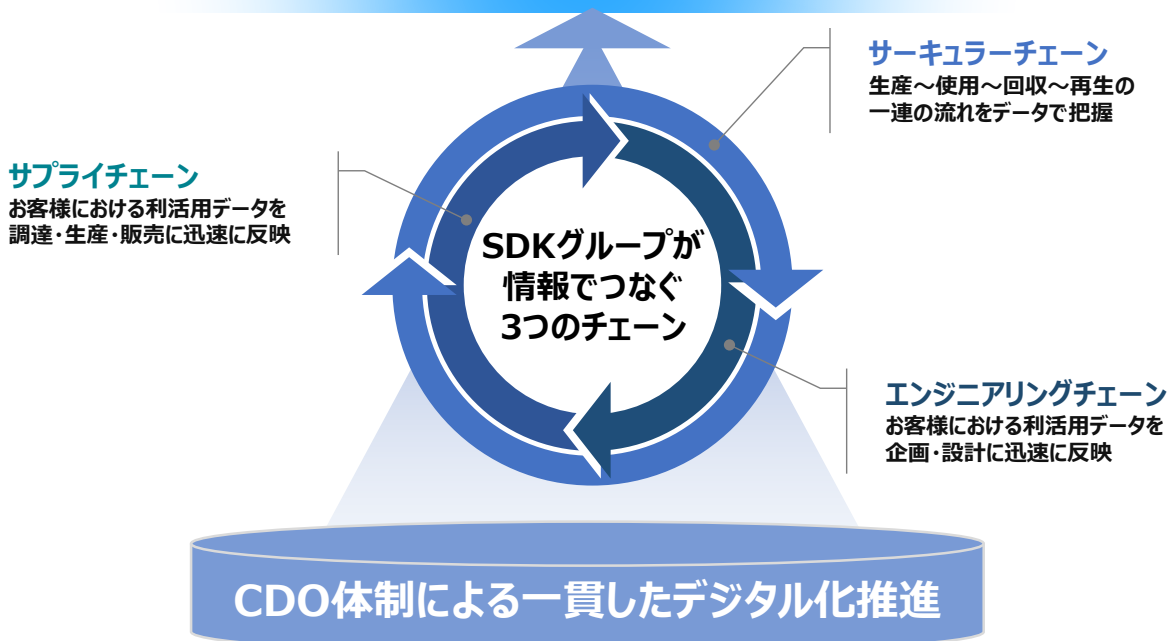 サーキュラーチェーン
生産～使用～回収～再生の
一連の流れをデータで把握
サプライチェーン
お客様における利活用データを
調達・生産・販売に迅速に反映
SDKグループが
情報でつなぐ
3つのチェーン
エンジニアリングチェーン
お客様における利活用データを
企画・設計に迅速に反映
CDO体制による一貫したデジタル化推進